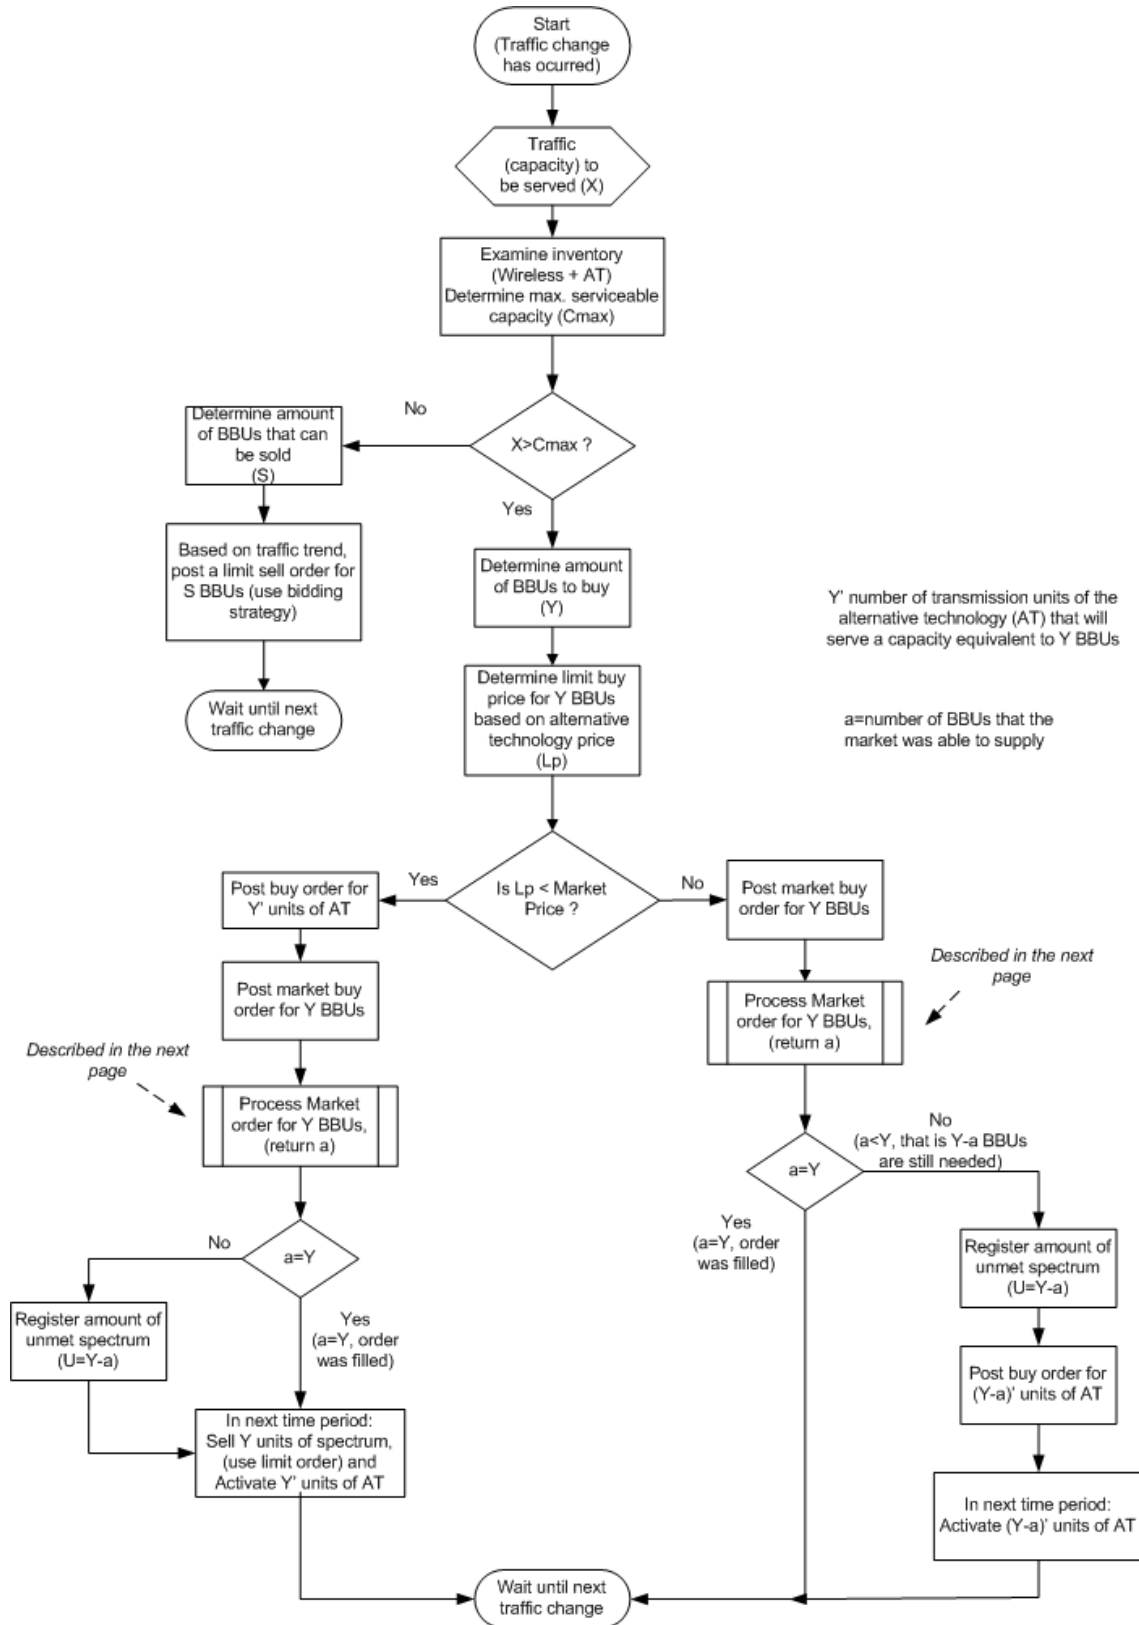 Start
(Traffic change
has ocurred)
Traffic
(capacity) to
be served (X)
Examine inventory
(Wireless + AT)
Determine max. serviceable
capacity (Cmax)
No
Determine amount
of BBUs that can
be sold
(S)
X>Cmax ?
Yes
Based on traffic trend,
post a limit sell order for
S BBUs (use bidding
strategy)
Determine amount
of BBUs to buy
(Y)
Y' number of transmission units of the
alternative technology (AT) that will
serve a capacity equivalent to Y BBUs
Wait until next
traffic change
Determine limit buy
price for Y BBUs
based on alternative
technology price
(Lp)
a=number of BBUs that the
market was able to supply
Yes
Is Lp < Market
Price ?
No
Post buy order for
Y' units of AT
Post market buy
order for Y BBUs
Post market buy
order for Y BBUs
Described in the next
page
Process Market
order for Y BBUs,
(return a)
Described in the next
page
Process Market
order for Y BBUs,
(return a)
No
(a<Y, that is Y-a BBUs
are still needed)
a=Y
Yes
(a=Y, order
was filled)
No
a=Y
Register amount of
unmet spectrum
(U=Y-a)
Register amount of
unmet spectrum
(U=Y-a)
Yes
(a=Y, order
was filled)
Post buy order for
(Y-a)' units of AT
In next time period:
Sell Y units of spectrum,
(use limit order) and
Activate Y' units of AT
In next time period:
Activate (Y-a)' units of AT
Wait until next
traffic change